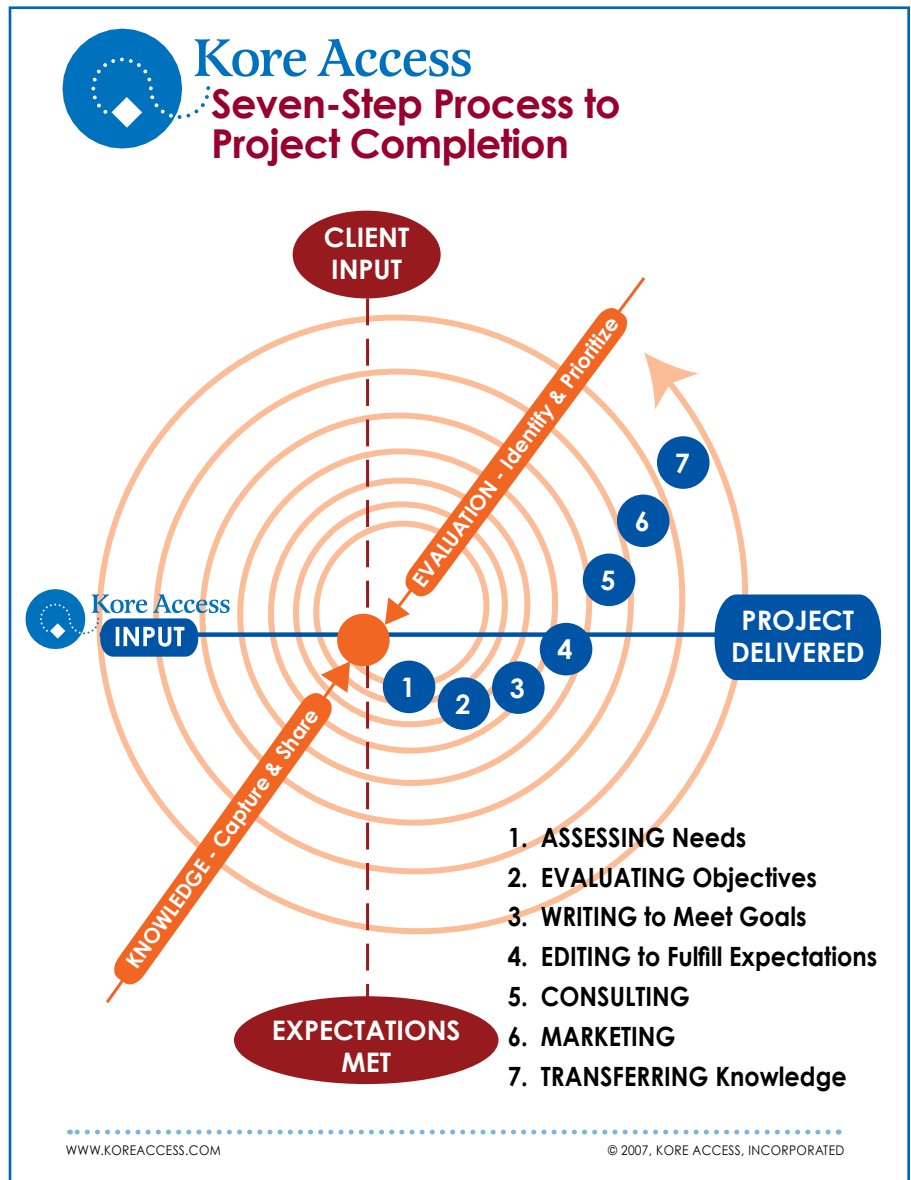 Kore Access
Seven-Step Process to
Project Completion
CLIENT
INPUT
EVALUATION - Identify & Prioritize
7
6
5
Kore Access
INPUT
PROJECT
DELIVERED
4
3
2
1
KNOWLEDGE - Capture & Share
1. ASSESSING Needs
2. EVALUATING Objectives
3. WRITING to Meet Goals
4. EDITING to Fulfill Expectations
5. CONSULTING
6. MARKETING
7. TRANSFERRING Knowledge
EXPECTATIONS
MET
WWW.KOREACCESS.COM
© 2007, KORE ACCESS, INCORPORATED